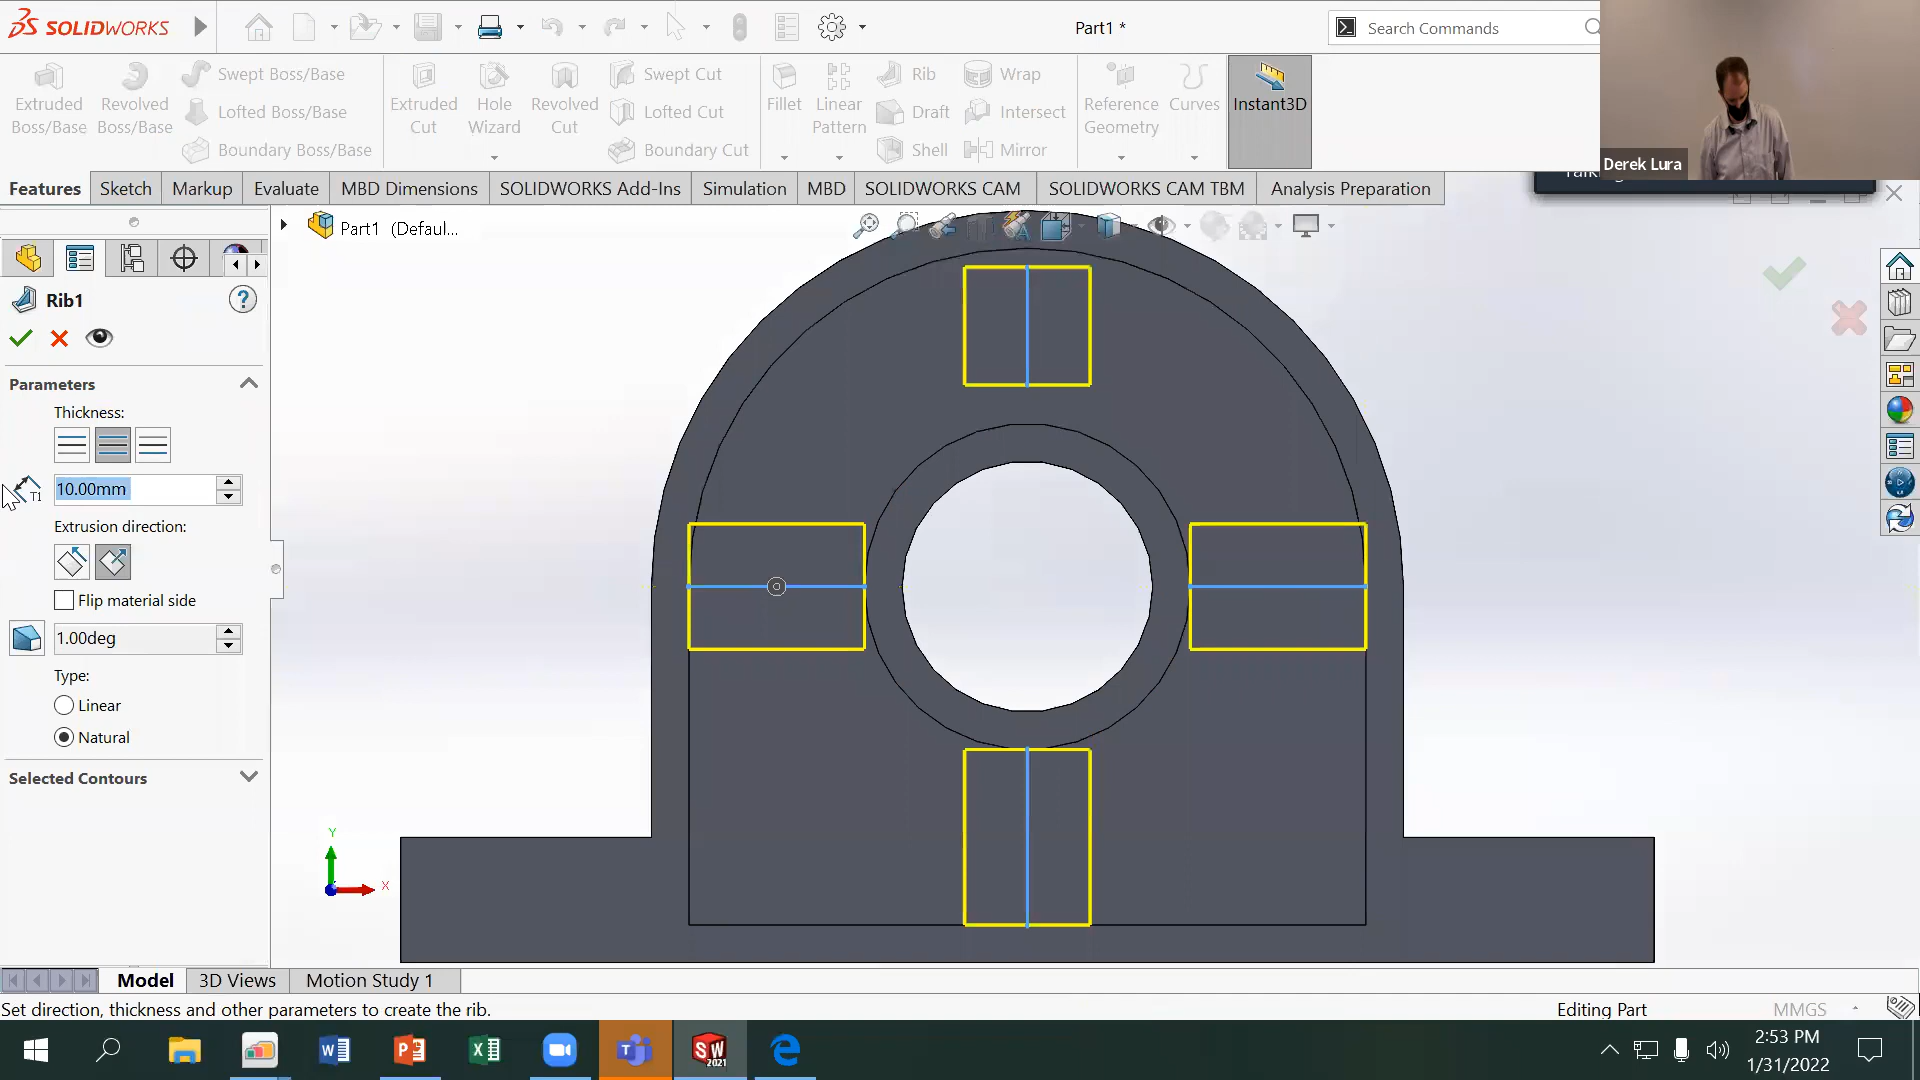 SOLIDWORKS
Part1 *
Search Commands
Extruded Boss/Base
Revolved Boss/Base
Swept Boss/Base
Lofted Boss/Base
Boundary Boss/Base
Extruded Cut
Hole Wizard
Revolved Cut
Swept Cut
Lofted Cut
Boundary Cut
Fillet
Linear Pattern
Rib
Draft
Shell
Wrap
Intersect
Mirror
Reference Geometry
Curves
Instant3D
Derek Lura
Features
Sketch
Markup
Evaluate
MBD Dimensions
SOLIDWORKS Add-Ins
Simulation
MBD
SOLIDWORKS CAM
SOLIDWORKS CAM TBM
Analysis Preparation
Part1 (Defaul...
Rib1
?
Parameters
Thickness:
T1
10.00mm
Extrusion direction:
Flip material side
1.00deg
Type:
Linear
Natural
Selected Contours
Y
X
Model
3D Views
Motion Study 1
Set direction, thickness and other parameters to create the rib.
Editing Part
MMGS
SW
2021
2:53 PM
1/31/2022